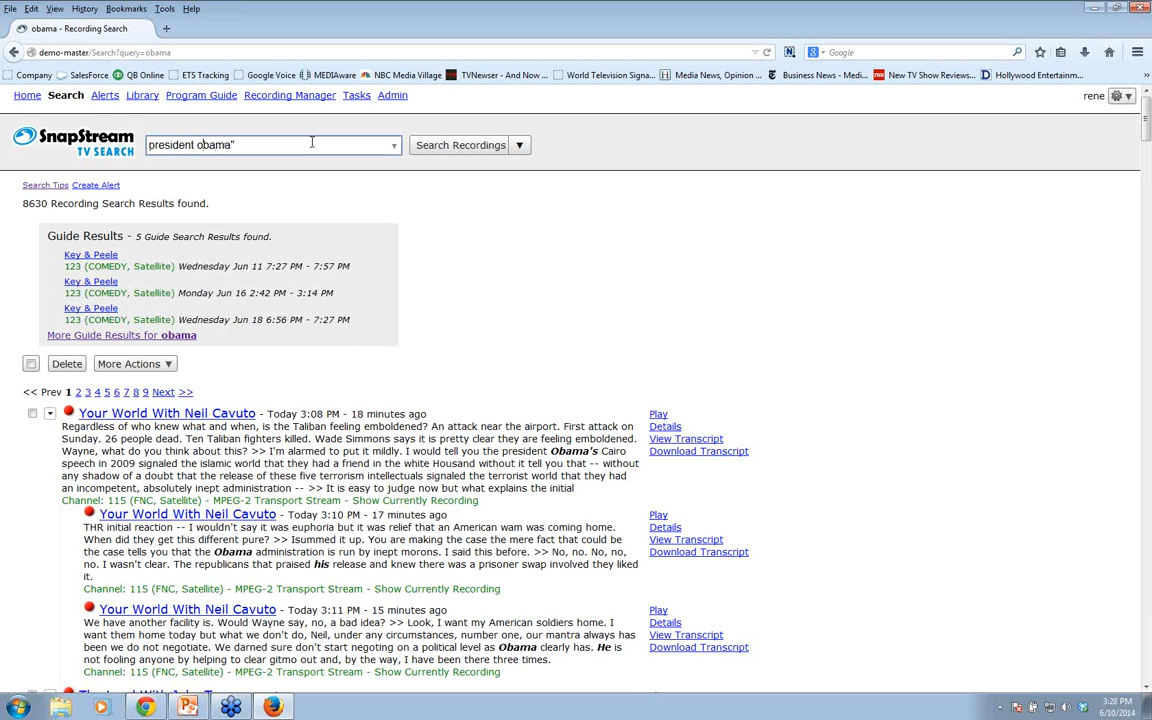 File Edit View History Bookmarks Tools Help
obama - Recording Search +
demo-master/Search?query=obama Google
Company SalesForce QB Online ETS Tracking Google Voice MEDIAware NBC Media Village TVNewser - And Now ... World Television Signa... Media News, Opinion ... Business News - Medi... New TV Show Reviews... Hollywood Entertainm...
Home Search Alerts Library Program Guide Recording Manager Tasks Admin rene
SnapStream
TV SEARCH
president obama" Search Recordings
Search Tips Create Alert
8630 Recording Search Results found.
Guide Results - 5 Guide Search Results found.
Key & Peele
123 (COMEDY, Satellite) Wednesday Jun 11 7:27 PM - 7:57 PM
Key & Peele
123 (COMEDY, Satellite) Monday Jun 16 2:42 PM - 3:14 PM
Key & Peele
123 (COMEDY, Satellite) Wednesday Jun 18 6:56 PM - 7:27 PM
More Guide Results for obama
Delete More Actions
<< Prev 1 2 3 4 5 6 7 8 9 Next >>
Your World With Neil Cavuto - Today 3:08 PM - 18 minutes ago Play
Regardless of who knew what and when, is the Taliban feeling emboldened? An attack near the airport. First attack on Details
Sunday. 26 people dead. Ten Taliban fighters killed. Wade Simmons says it is pretty clear they are feeling emboldened. View Transcript
Wayne, what do you think about this? >> I'm alarmed to put it mildly. I would tell you the president Obama's Cairo Download Transcript
speech in 2009 signaled the islamic world that they had a friend in the white Housand without it tell you that -- without
any shadow of a doubt that the release of these five terrorism intellectuals signaled the terrorist world that they had
an incompetent, absolutely inept administration -- >> It is easy to judge now but what explains the initial
Channel: 115 (FNC, Satellite) - MPEG-2 Transport Stream - Show Currently Recording
Your World With Neil Cavuto - Today 3:10 PM - 17 minutes ago Play
THR initial reaction -- I wouldn't say it was euphoria but it was relief that an American wam was coming home. Details
When did they get this different pure? >> Isummed it up. You are making the case the mere fact that could be View Transcript
the case tells you that the Obama administration is run by inept morons. I said this before. >> No, no. No, no, Download Transcript
no. I wasn't clear. The republicans that praised his release and knew there was a prisoner swap involved they liked
it.
Channel: 115 (FNC, Satellite) - MPEG-2 Transport Stream - Show Currently Recording
Your World With Neil Cavuto - Today 3:11 PM - 15 minutes ago Play
We have another facility is. Would Wayne say, no, a bad idea? >> Look, I want my American soldiers home. I Details
want them home today but what we don't do, Neil, under any circumstances, number one, our mantra always has View Transcript
been we do not negotiate. We darned sure don't start negoting on a political level as Obama clearly has. He is Download Transcript
not fooling anyone by helping to clear gitmo out and, by the way, I have been there three times.
Channel: 115 (FNC, Satellite) - MPEG-2 Transport Stream - Show Currently Recording
3:28 PM
6/10/2014